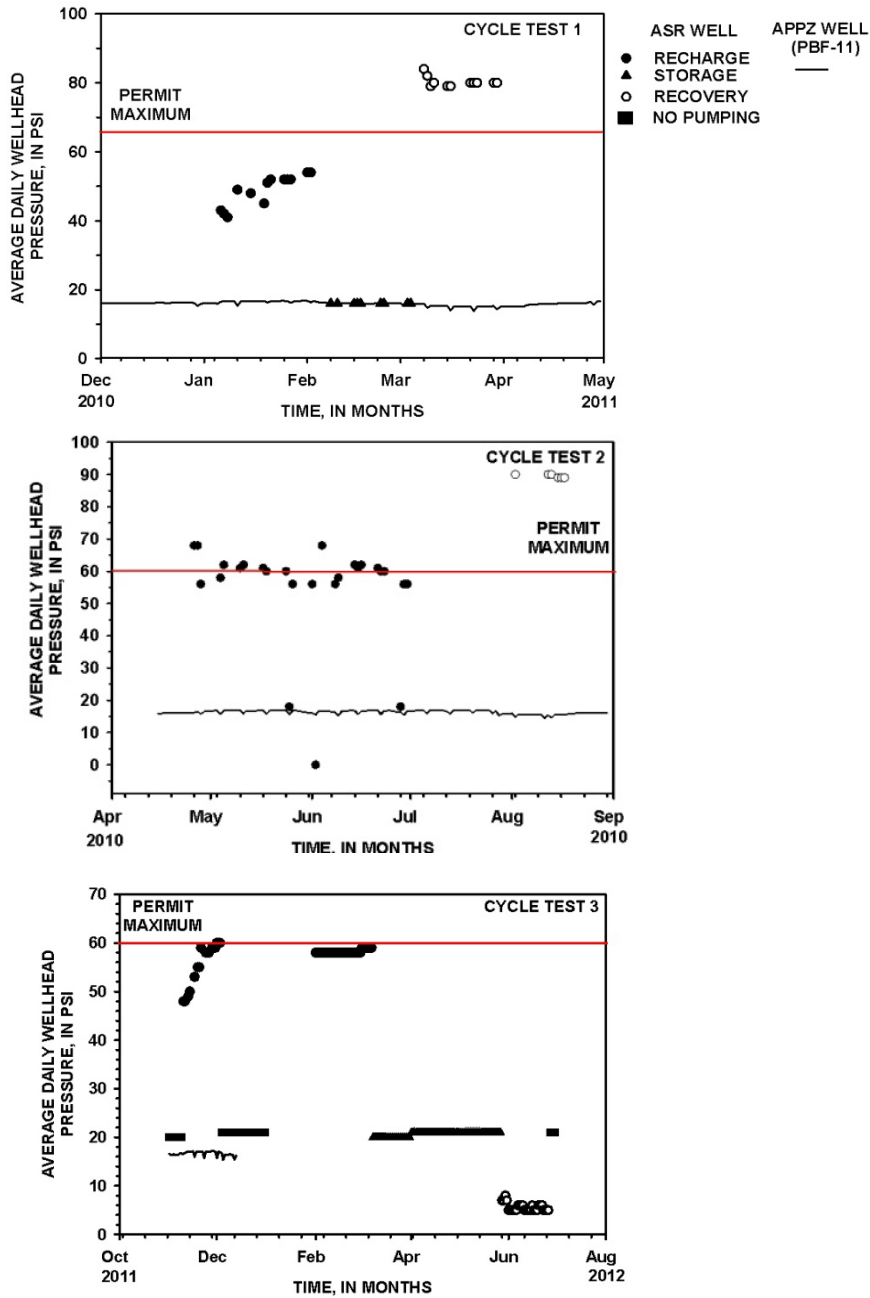 CYCLE TEST 1
ASR WELL
APPZ WELL
(PBF-11)
RECHARGE
STORAGE
RECOVERY
NO PUMPING
PERMIT
MAXIMUM
AVERAGE DAILY WELLHEAD
PRESSURE, IN PSI
100
80
60
40
20
0
Dec
2010
Jan
Feb
Mar
Apr
May
2011
TIME, IN MONTHS
CYCLE TEST 2
PERMIT
MAXIMUM
AVERAGE DAILY WELLHEAD
PRESSURE, IN PSI
100
90
80
70
60
50
40
30
20
10
0
Apr
2010
May
Jun
Jul
Aug
Sep
2010
TIME, IN MONTHS
PERMIT
MAXIMUM
CYCLE TEST 3
AVERAGE DAILY WELLHEAD
PRESSURE, IN PSI
70
60
50
40
30
20
10
0
Oct
2011
Dec
Feb
Apr
Jun
Aug
2012
TIME, IN MONTHS